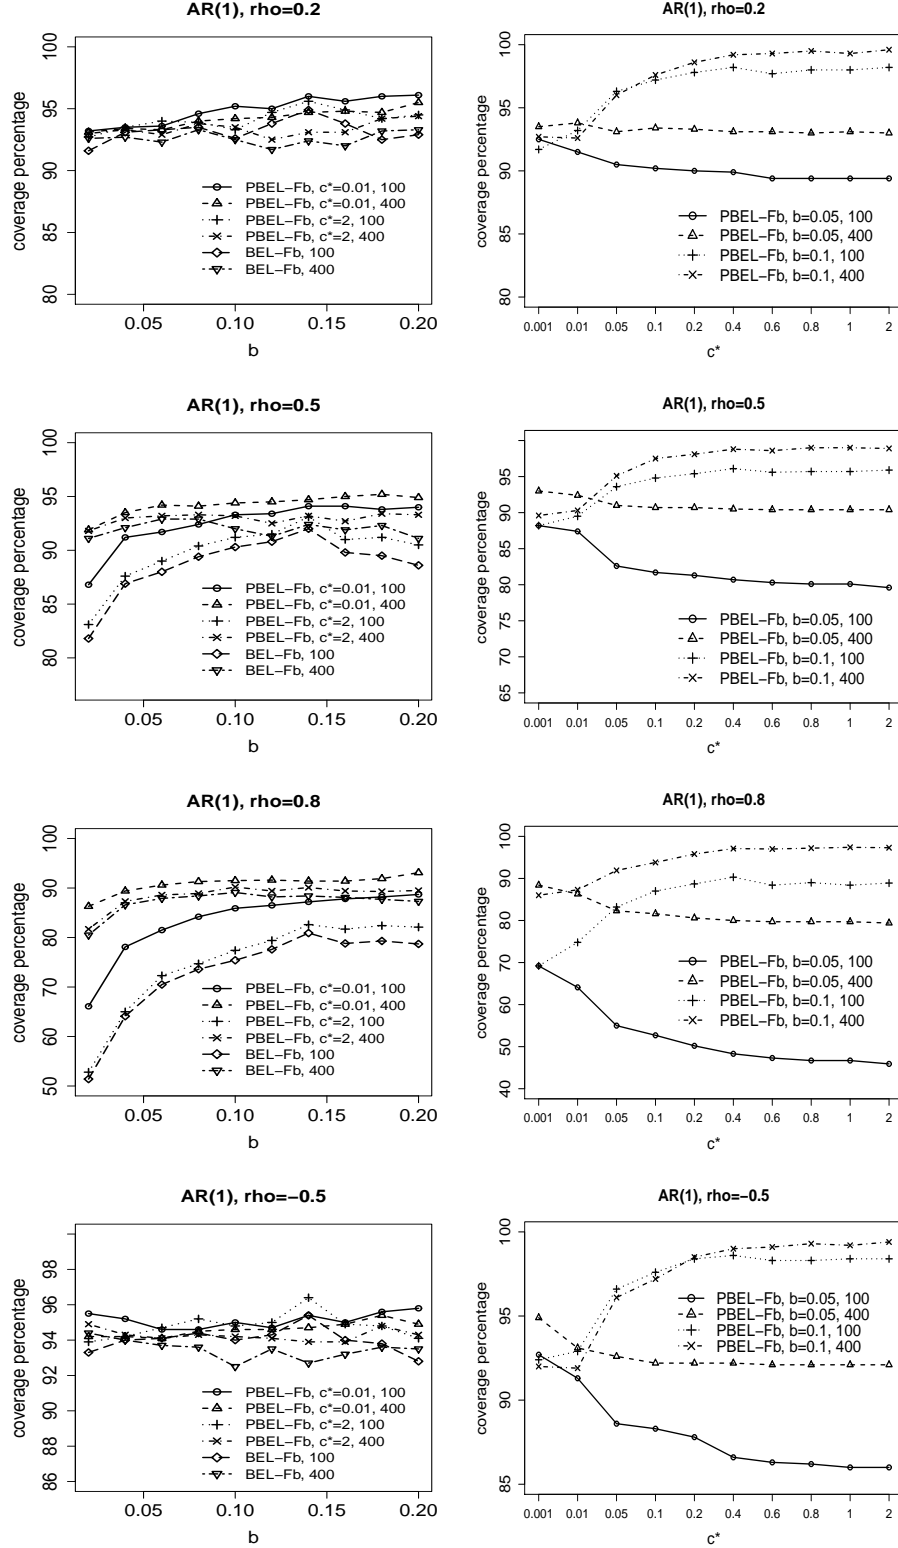 AR(1), rho=0.2
coverage percentage
100
95
90
85
80
PBEL−Fb, c*=0.01, 100
PBEL−Fb, c*=0.01, 400
PBEL−Fb, c*=2, 100
PBEL−Fb, c*=2, 400
BEL−Fb, 100
BEL−Fb, 400
0.05 0.10 0.15 0.20
b
AR(1), rho=0.2
coverage percentage
100
95
90
85
80
PBEL−Fb, b=0.05, 100
PBEL−Fb, b=0.05, 400
PBEL−Fb, b=0.1, 100
PBEL−Fb, b=0.1, 400
0.001 0.01 0.05 0.1 0.2 0.4 0.6 0.8 1 2
c*
AR(1), rho=0.5
coverage percentage
100
95
90
85
80
PBEL−Fb, c*=0.01, 100
PBEL−Fb, c*=0.01, 400
PBEL−Fb, c*=2, 100
PBEL−Fb, c*=2, 400
BEL−Fb, 100
BEL−Fb, 400
0.05 0.10 0.15 0.20
b
AR(1), rho=0.5
coverage percentage
95
90
85
80
75
65
PBEL−Fb, b=0.05, 100
PBEL−Fb, b=0.05, 400
PBEL−Fb, b=0.1, 100
PBEL−Fb, b=0.1, 400
0.001 0.01 0.05 0.1 0.2 0.4 0.6 0.8 1 2
c*
AR(1), rho=0.8
coverage percentage
100
90
80
70
60
50
PBEL−Fb, c*=0.01, 100
PBEL−Fb, c*=0.01, 400
PBEL−Fb, c*=2, 100
PBEL−Fb, c*=2, 400
BEL−Fb, 100
BEL−Fb, 400
0.05 0.10 0.15 0.20
b
AR(1), rho=0.8
coverage percentage
100
90
80
70
60
50
40
PBEL−Fb, b=0.05, 100
PBEL−Fb, b=0.05, 400
PBEL−Fb, b=0.1, 100
PBEL−Fb, b=0.1, 400
0.001 0.01 0.05 0.1 0.2 0.4 0.6 0.8 1 2
c*
AR(1), rho=−0.5
coverage percentage
98
96
94
92
90
88
86
PBEL−Fb, c*=0.01, 100
PBEL−Fb, c*=0.01, 400
PBEL−Fb, c*=2, 100
PBEL−Fb, c*=2, 400
BEL−Fb, 100
BEL−Fb, 400
0.05 0.10 0.15 0.20
b
AR(1), rho=−0.5
coverage percentage
100
95
90
85
PBEL−Fb, b=0.05, 100
PBEL−Fb, b=0.05, 400
PBEL−Fb, b=0.1, 100
PBEL−Fb, b=0.1, 400
0.001 0.01 0.05 0.1 0.2 0.4 0.6 0.8 1 2
c*